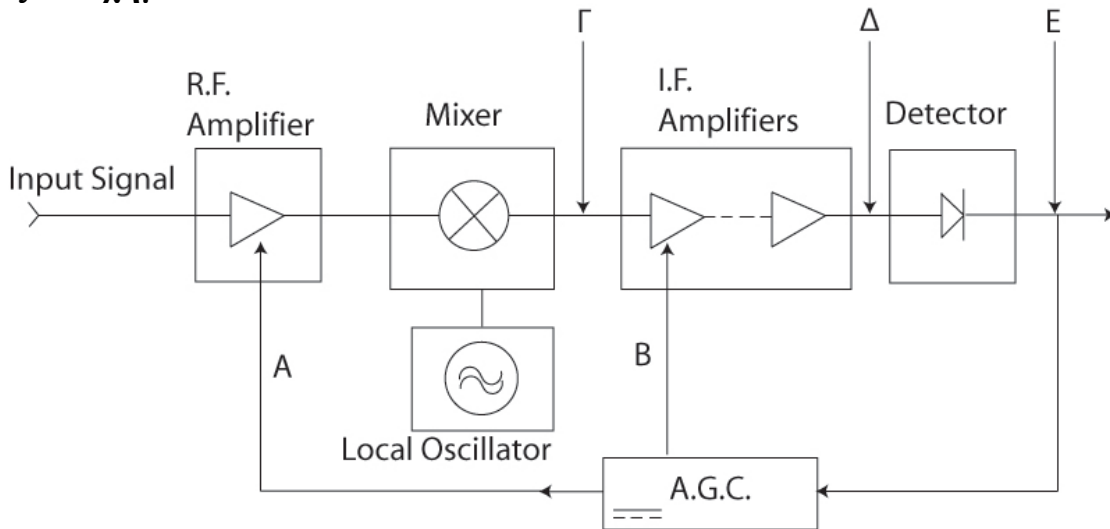 Γ
Δ
E
R.F.
Amplifier
Mixer
I.F.
Amplifiers
Detector
Input Signal
A
B
Local Oscillator
A.G.C.